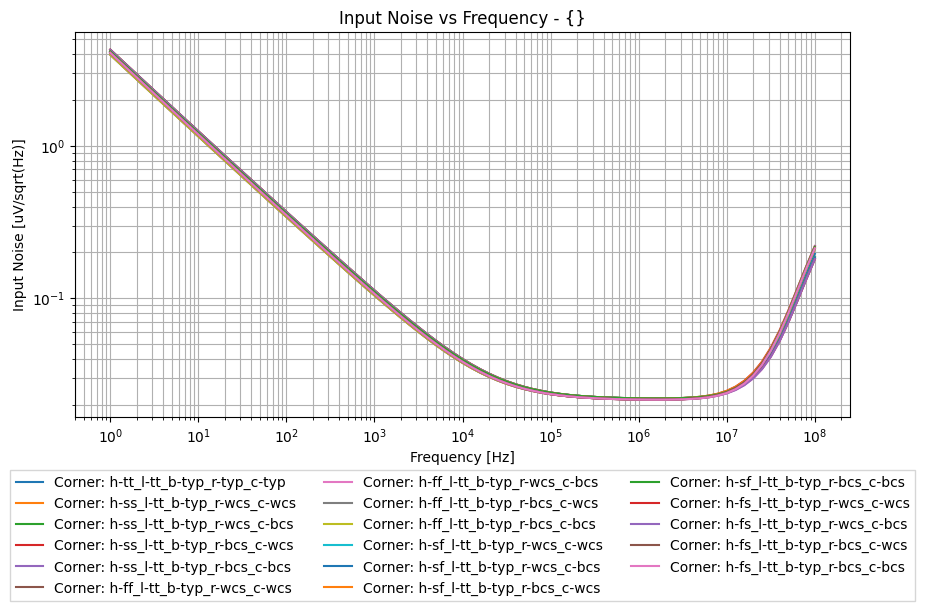 Input Noise vs Frequency - {}
Input Noise [uV/sqrt(Hz)]
10^0
10^-1
10^0 10^1 10^2 10^3 10^4 10^5 10^6 10^7 10^8
Frequency [Hz]
Corner: h-tt_l-tt_b-typ_r-typ_c-typ
Corner: h-ss_l-tt_b-typ_r-wcs_c-wcs
Corner: h-ss_l-tt_b-typ_r-wcs_c-bcs
Corner: h-ss_l-tt_b-typ_r-bcs_c-wcs
Corner: h-ss_l-tt_b-typ_r-bcs_c-bcs
Corner: h-ff_l-tt_b-typ_r-wcs_c-wcs
Corner: h-ff_l-tt_b-typ_r-wcs_c-bcs
Corner: h-ff_l-tt_b-typ_r-bcs_c-wcs
Corner: h-ff_l-tt_b-typ_r-bcs_c-bcs
Corner: h-sf_l-tt_b-typ_r-wcs_c-wcs
Corner: h-sf_l-tt_b-typ_r-wcs_c-bcs
Corner: h-sf_l-tt_b-typ_r-bcs_c-wcs
Corner: h-sf_l-tt_b-typ_r-bcs_c-bcs
Corner: h-fs_l-tt_b-typ_r-wcs_c-wcs
Corner: h-fs_l-tt_b-typ_r-wcs_c-bcs
Corner: h-fs_l-tt_b-typ_r-bcs_c-wcs
Corner: h-fs_l-tt_b-typ_r-bcs_c-bcs